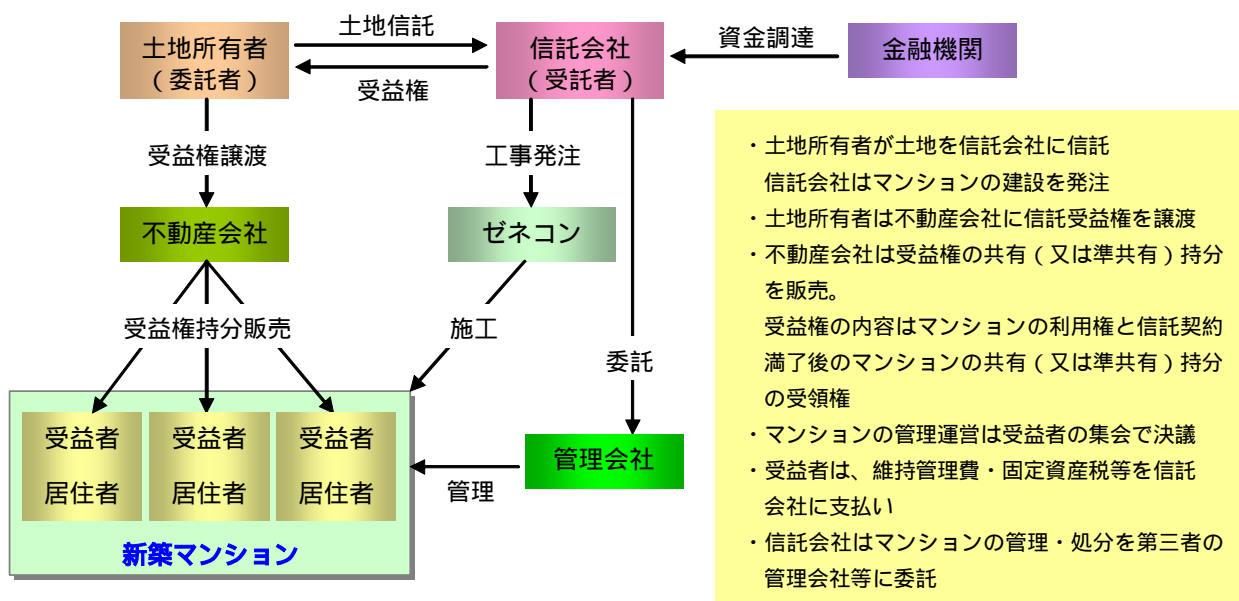 土地所有者
（委託者）
土地信託
受益権
信託会社
（受託者）
資金調達
金融機関
受益権譲渡
工事発注
不動産会社
ゼネコン
受益権持分販売
施工
委託
受益者
居住者
受益者
居住者
受益者
居住者
新築マンション
管理
管理会社
・土地所有者が土地を信託会社に信託
信託会社はマンションの建設を発注
・土地所有者は不動産会社に信託受益権を譲渡
・不動産会社は受益権の共有（又は準共有）持分
を販売。
受益権の内容はマンションの利用権と信託契約
満了後のマンションの共有（又は準共有）持分
の受領権
・マンションの管理運営は受益者の集会で決議
・受益者は、維持管理費・固定資産税等を信託
会社に支払い
・信託会社はマンションの管理・処分を第三者の
管理会社等に委託